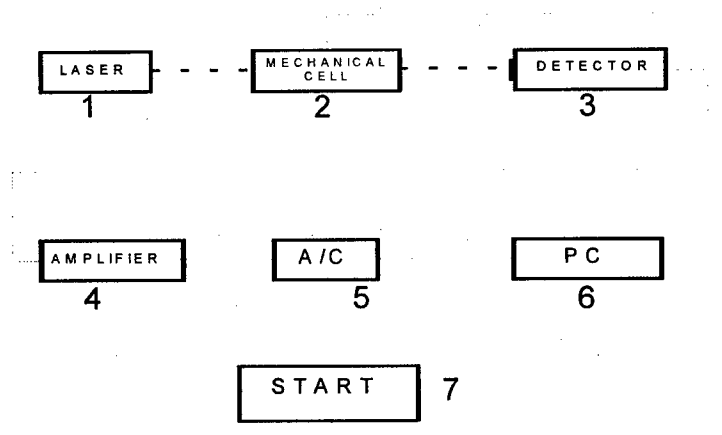 LASER
MECHANICAL
CELL
DETECTOR
1
2
3
AMPLIFIER
A/C
PC
4
5
6
START
7